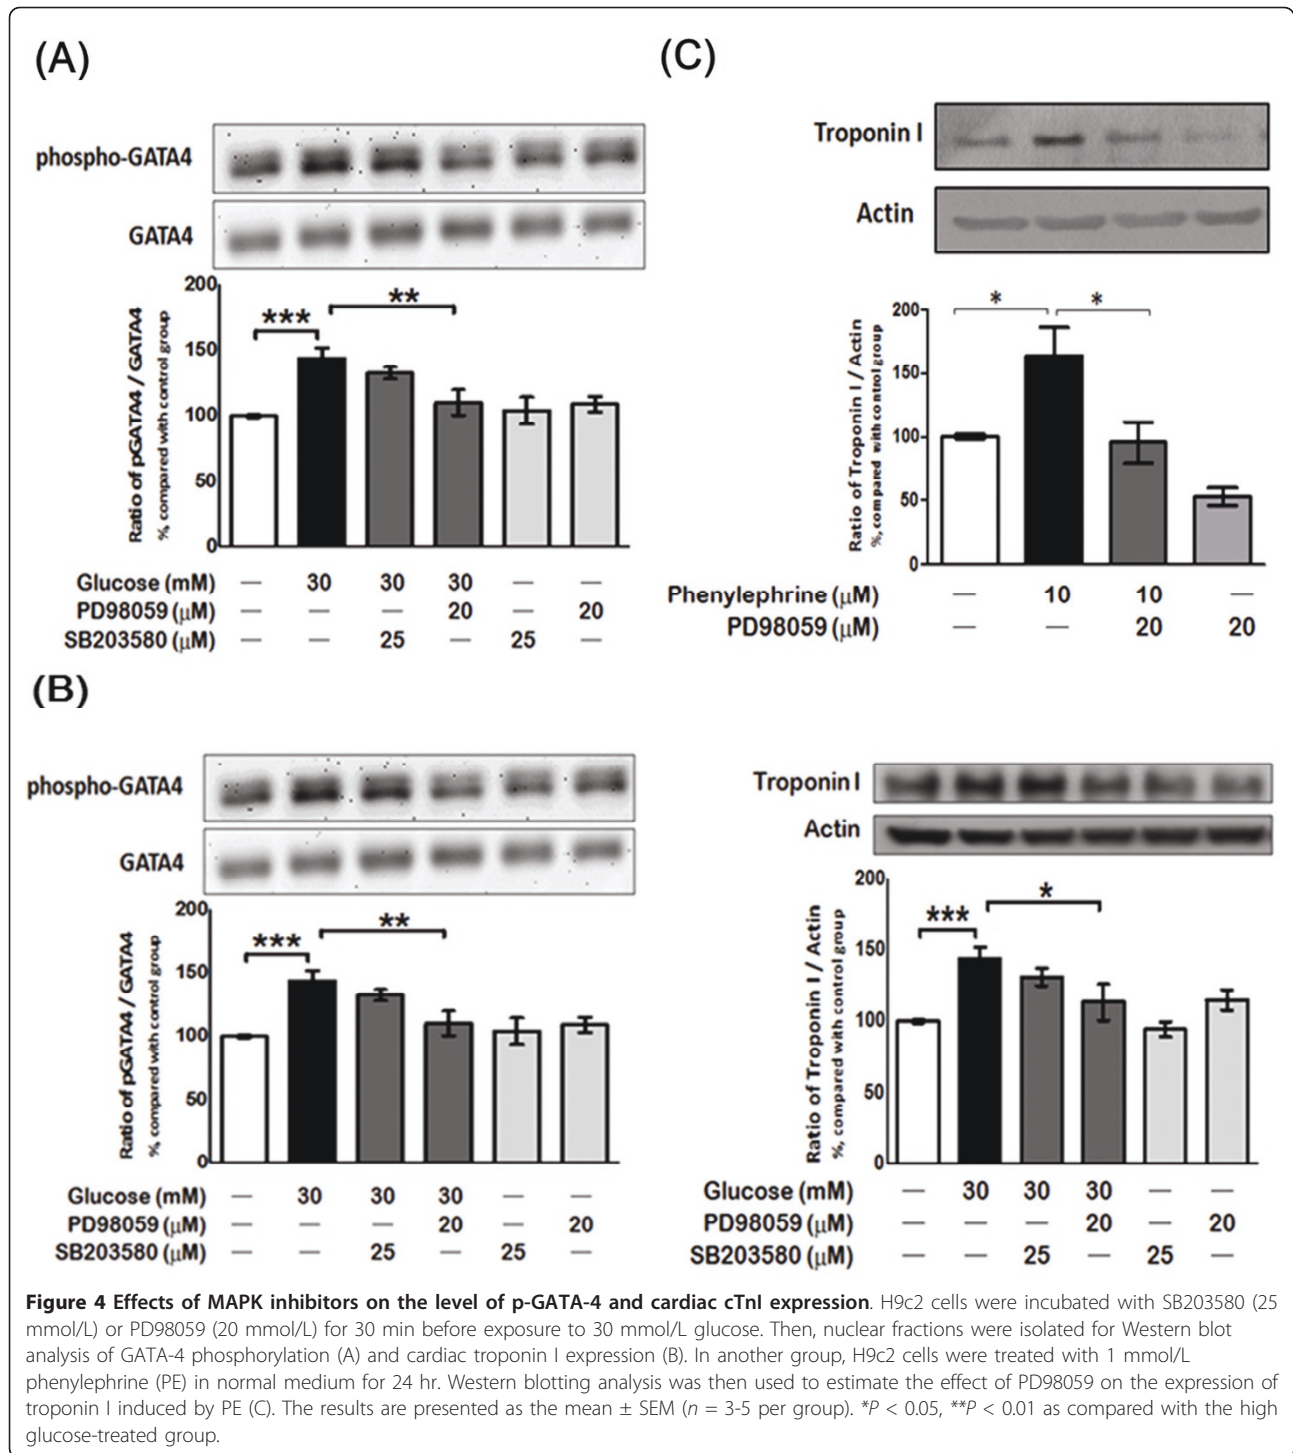 (A)
phospho-GATA4
GATA4
Ratio of pGATA4 / GATA4
%, compared with control group
200
150
100
50
0
***
**
Glucose (mM) — 30 30 30 — —
PD98059 (μM) — — — 20 — 20
SB203580 (μM) — — 25 — 25 —
(C)
Troponin I
Actin
Ratio of Troponin I / Actin
%, compared with control group
200
150
100
50
0
*
*
Phenylephrine (μM) — 10 10 —
PD98059 (μM) — — 20 20
(B)
phospho-GATA4
GATA4
Ratio of pGATA4 / GATA4
%, compared with control group
200
150
100
50
0
***
**
Glucose (mM) — 30 30 30 — —
PD98059 (μM) — — — 20 — 20
SB203580 (μM) — — 25 — 25 —
Troponin I
Actin
Ratio of Troponin I / Actin
%, compared with control group
200
150
100
50
0
***
*
Glucose (mM) — 30 30 30 — —
PD98059 (μM) — — — 20 — 20
SB203580 (μM) — — 25 — 25 —
Figure 4 Effects of MAPK inhibitors on the level of p-GATA-4 and cardiac cTnI expression. H9c2 cells were incubated with SB203580 (25
mmol/L) or PD98059 (20 mmol/L) for 30 min before exposure to 30 mmol/L glucose. Then, nuclear fractions were isolated for Western blot
analysis of GATA-4 phosphorylation (A) and cardiac troponin I expression (B). In another group, H9c2 cells were treated with 1 mmol/L
phenylephrine (PE) in normal medium for 24 hr. Western blotting analysis was then used to estimate the effect of PD98059 on the expression of
troponin I induced by PE (C). The results are presented as the mean ± SEM (n = 3-5 per group). *P < 0.05, **P < 0.01 as compared with the high
glucose-treated group.